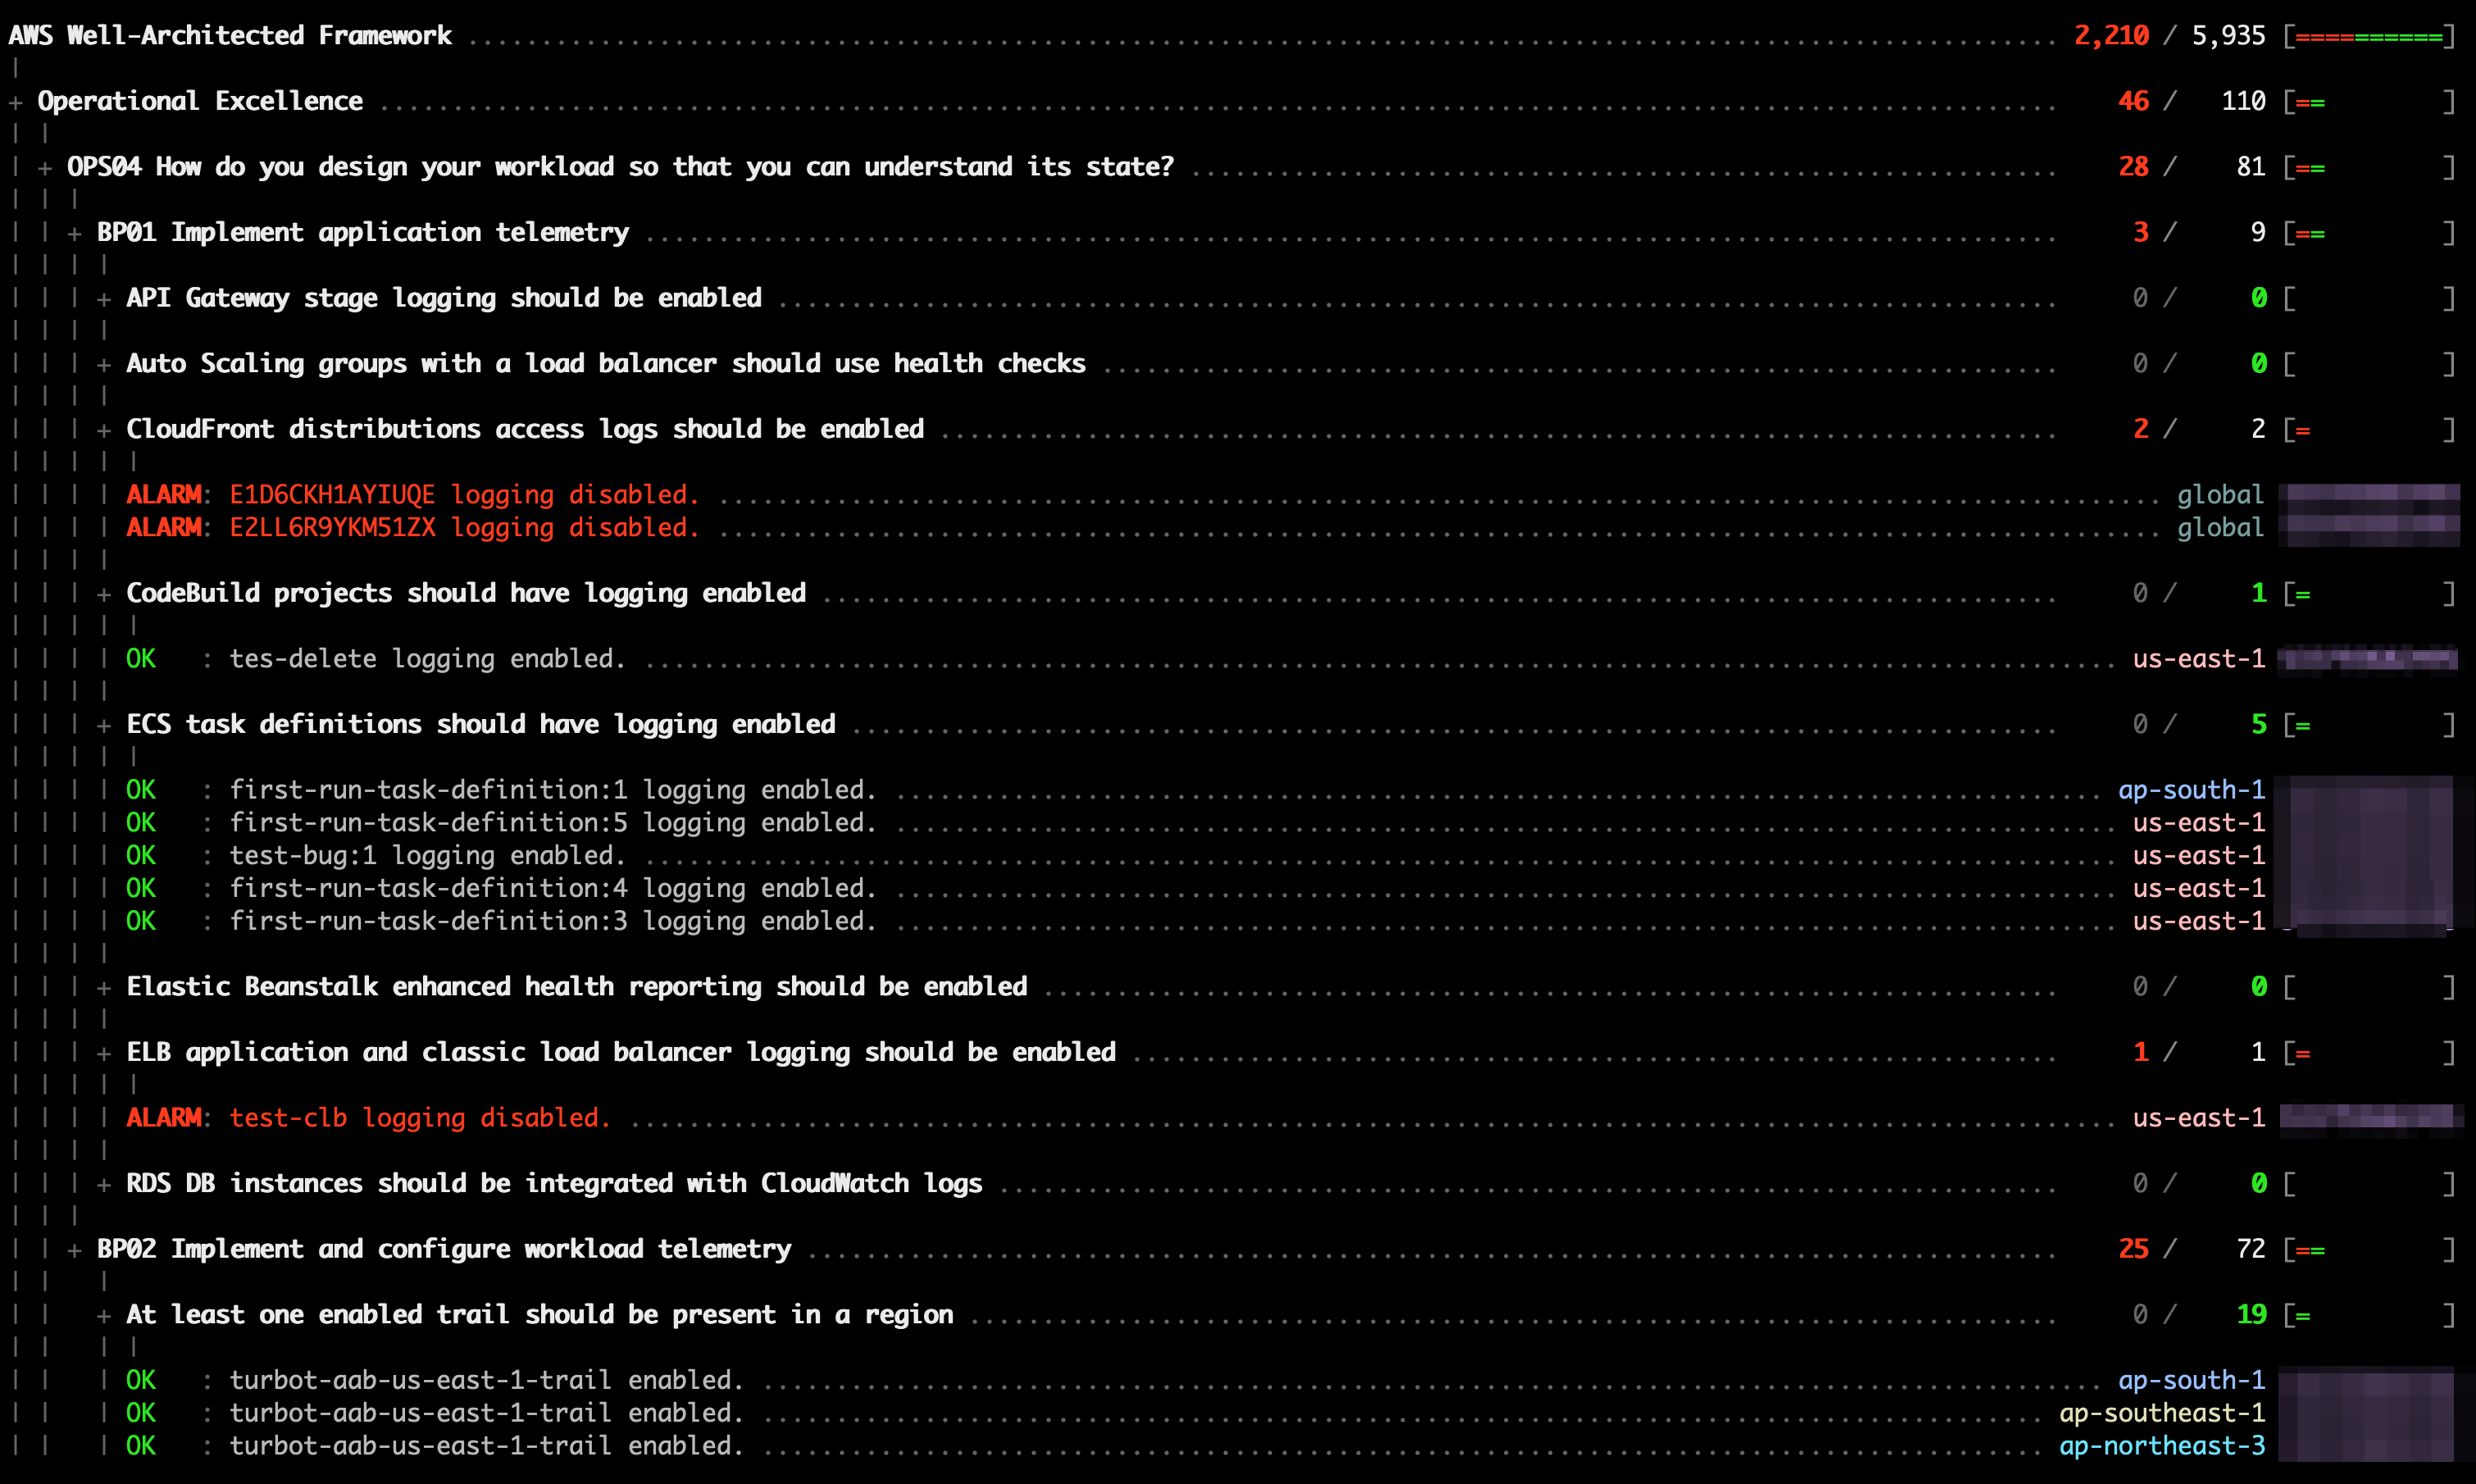 AWS Well-Architected Framework ........ 2,210 / 5,935 [==========]
|
+ Operational Excellence ........ 46 / 110 [==        ]
| |
| + OPS04 How do you design your workload so that you can understand its state? ........ 28 / 81 [==        ]
| | |
| | + BP01 Implement application telemetry ........ 3 / 9 [==        ]
| | | |
| | | + API Gateway stage logging should be enabled ........ 0 / 0 [          ]
| | | |
| | | + Auto Scaling groups with a load balancer should use health checks ........ 0 / 0 [          ]
| | | |
| | | + CloudFront distributions access logs should be enabled ........ 2 / 2 [=         ]
| | | | |
| | | | ALARM: E1D6CKH1AYIUQE logging disabled. ........ global
| | | | ALARM: E2LL6R9YKM51ZX logging disabled. ........ global
| | | |
| | | + CodeBuild projects should have logging enabled ........ 0 / 1 [=         ]
| | | | |
| | | | OK   : tes-delete logging enabled. ........ us-east-1
| | | |
| | | + ECS task definitions should have logging enabled ........ 0 / 5 [=         ]
| | | | |
| | | | OK   : first-run-task-definition:1 logging enabled. ........ ap-south-1
| | | | OK   : first-run-task-definition:5 logging enabled. ........ us-east-1
| | | | OK   : test-bug:1 logging enabled. ........ us-east-1
| | | | OK   : first-run-task-definition:4 logging enabled. ........ us-east-1
| | | | OK   : first-run-task-definition:3 logging enabled. ........ us-east-1
| | | |
| | | + Elastic Beanstalk enhanced health reporting should be enabled ........ 0 / 0 [          ]
| | | |
| | | + ELB application and classic load balancer logging should be enabled ........ 1 / 1 [=         ]
| | | | |
| | | | ALARM: test-clb logging disabled. ........ us-east-1
| | | |
| | | + RDS DB instances should be integrated with CloudWatch logs ........ 0 / 0 [          ]
| | |
| | + BP02 Implement and configure workload telemetry ........ 25 / 72 [==        ]
| |   |
| |   + At least one enabled trail should be present in a region ........ 0 / 19 [=         ]
| |   | |
| |   | OK   : turbot-aab-us-east-1-trail enabled. ........ ap-south-1
| |   | OK   : turbot-aab-us-east-1-trail enabled. ........ ap-southeast-1
| |   | OK   : turbot-aab-us-east-1-trail enabled. ........ ap-northeast-3